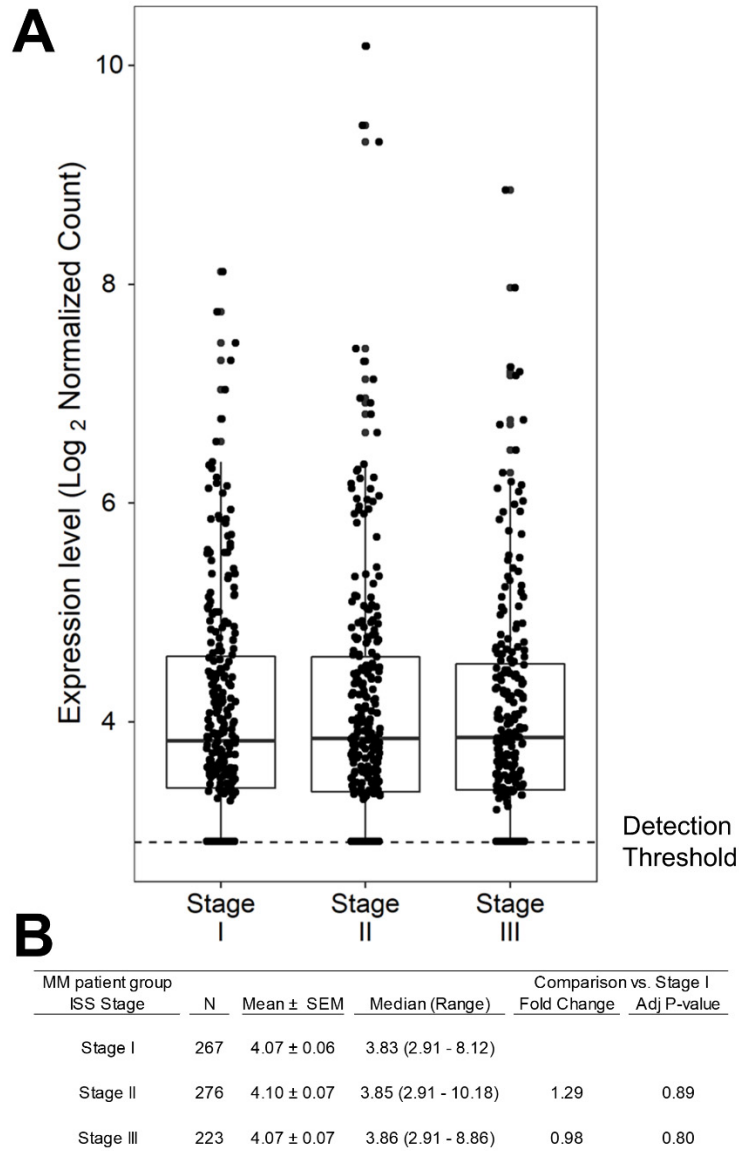 A
Expression level (Log 2 Normalized Count)
10
8
6
4
Detection
Threshold
Stage
I
Stage
II
Stage
III
B
MM patient group
ISS Stage
N
Mean ± SEM
Median (Range)
Comparison vs. Stage I
Fold Change
Adj P-value
Stage I 267 4.07 ± 0.06 3.83 (2.91 - 8.12)
Stage II 276 4.10 ± 0.07 3.85 (2.91 - 10.18) 1.29 0.89
Stage III 223 4.07 ± 0.07 3.86 (2.91 - 8.86) 0.98 0.80